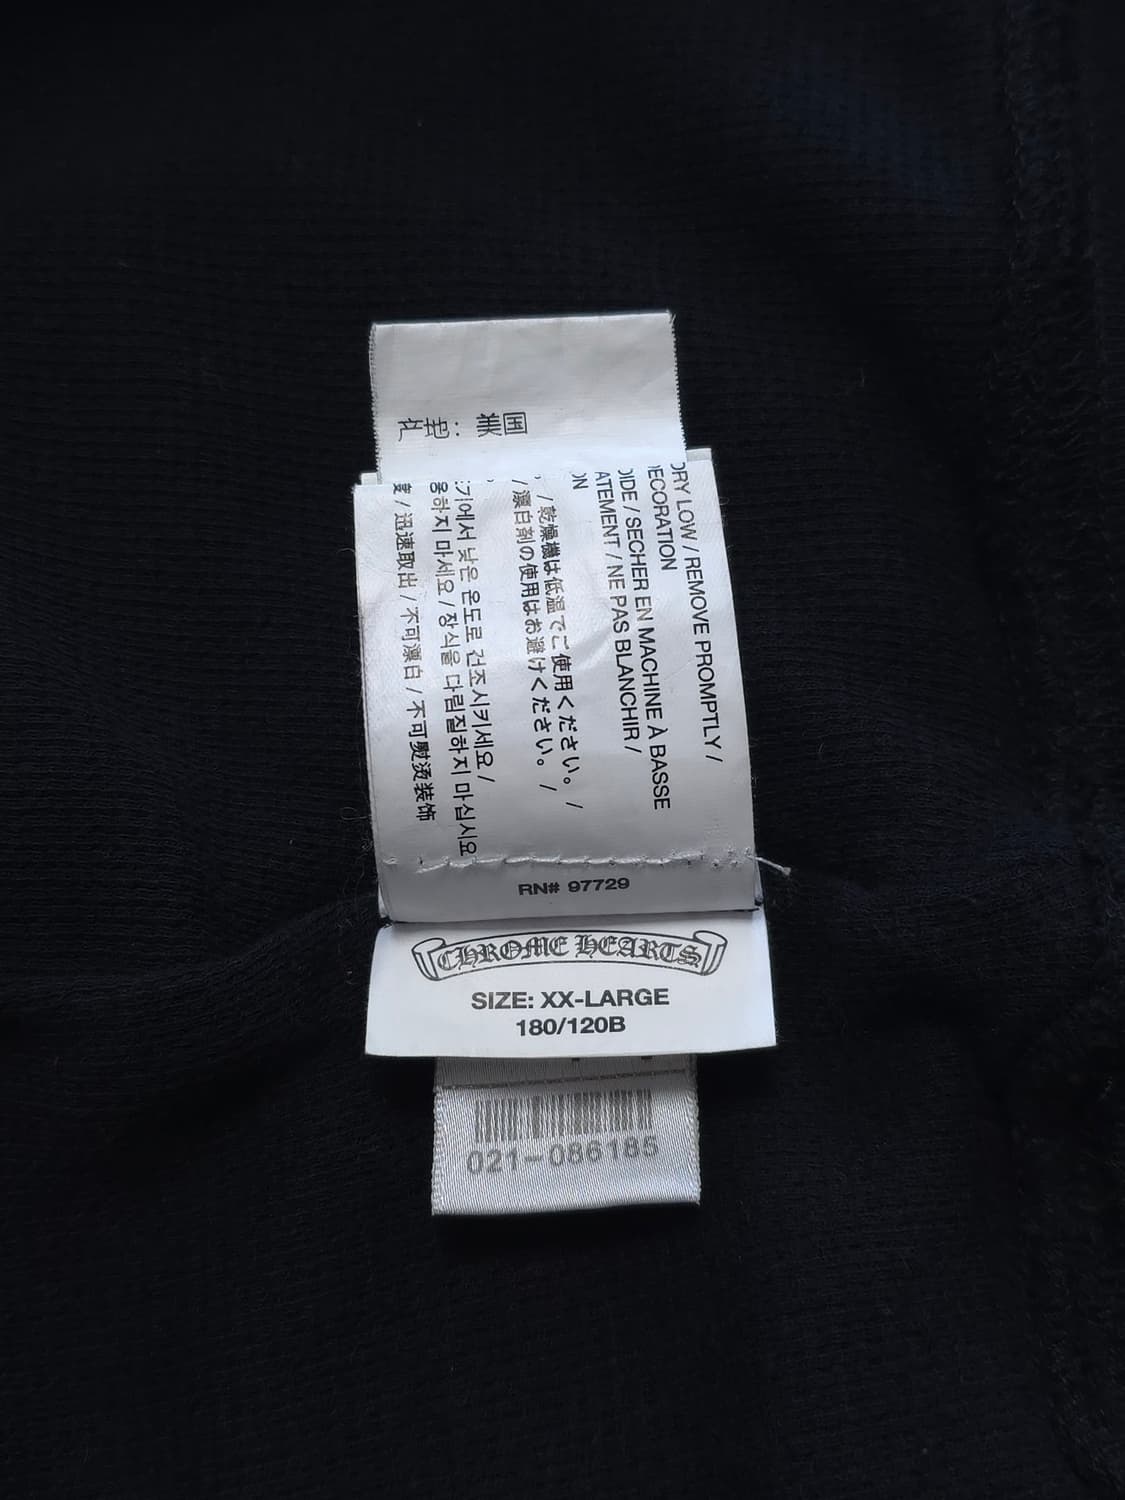 国美：地产
DRY LOW / REMOVE PROMPTLY /
DECORATION
OIDE / SECHER EN MACHINE À BASSE
ATEMENT / NE PAS BLANCHIR /
ON
。/乾燥機は低温でご使用ください。/
/漂白剤の使用はお避けください。/
기에서 낮은 온도로 건조시키세요 /
용하지 마세요 / 장식을 다림질하지 마십시요
/ 迅速取出 / 不可漂白 / 不可熨烫装饰
RN# 97729
CHROME HEARTS
SIZE: XX-LARGE
180/120B
021-086185